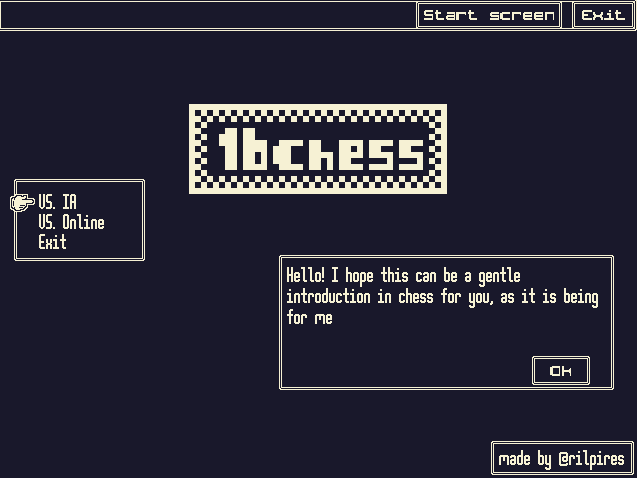 Start screen
Exit
1bchess
VS. IA
VS. Online
Exit
Hello! I hope this can be a gentle
introduction in chess for you, as it is being
for me
Ok
made by @rilpires